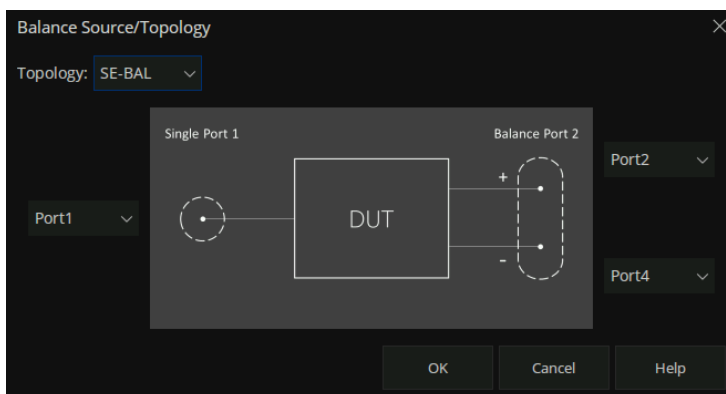 Balance Source/Topology
Topology: SE-BAL
Single Port 1
Balance Port 2
Port1
DUT
+
-
Port2
Port4
OK
Cancel
Help